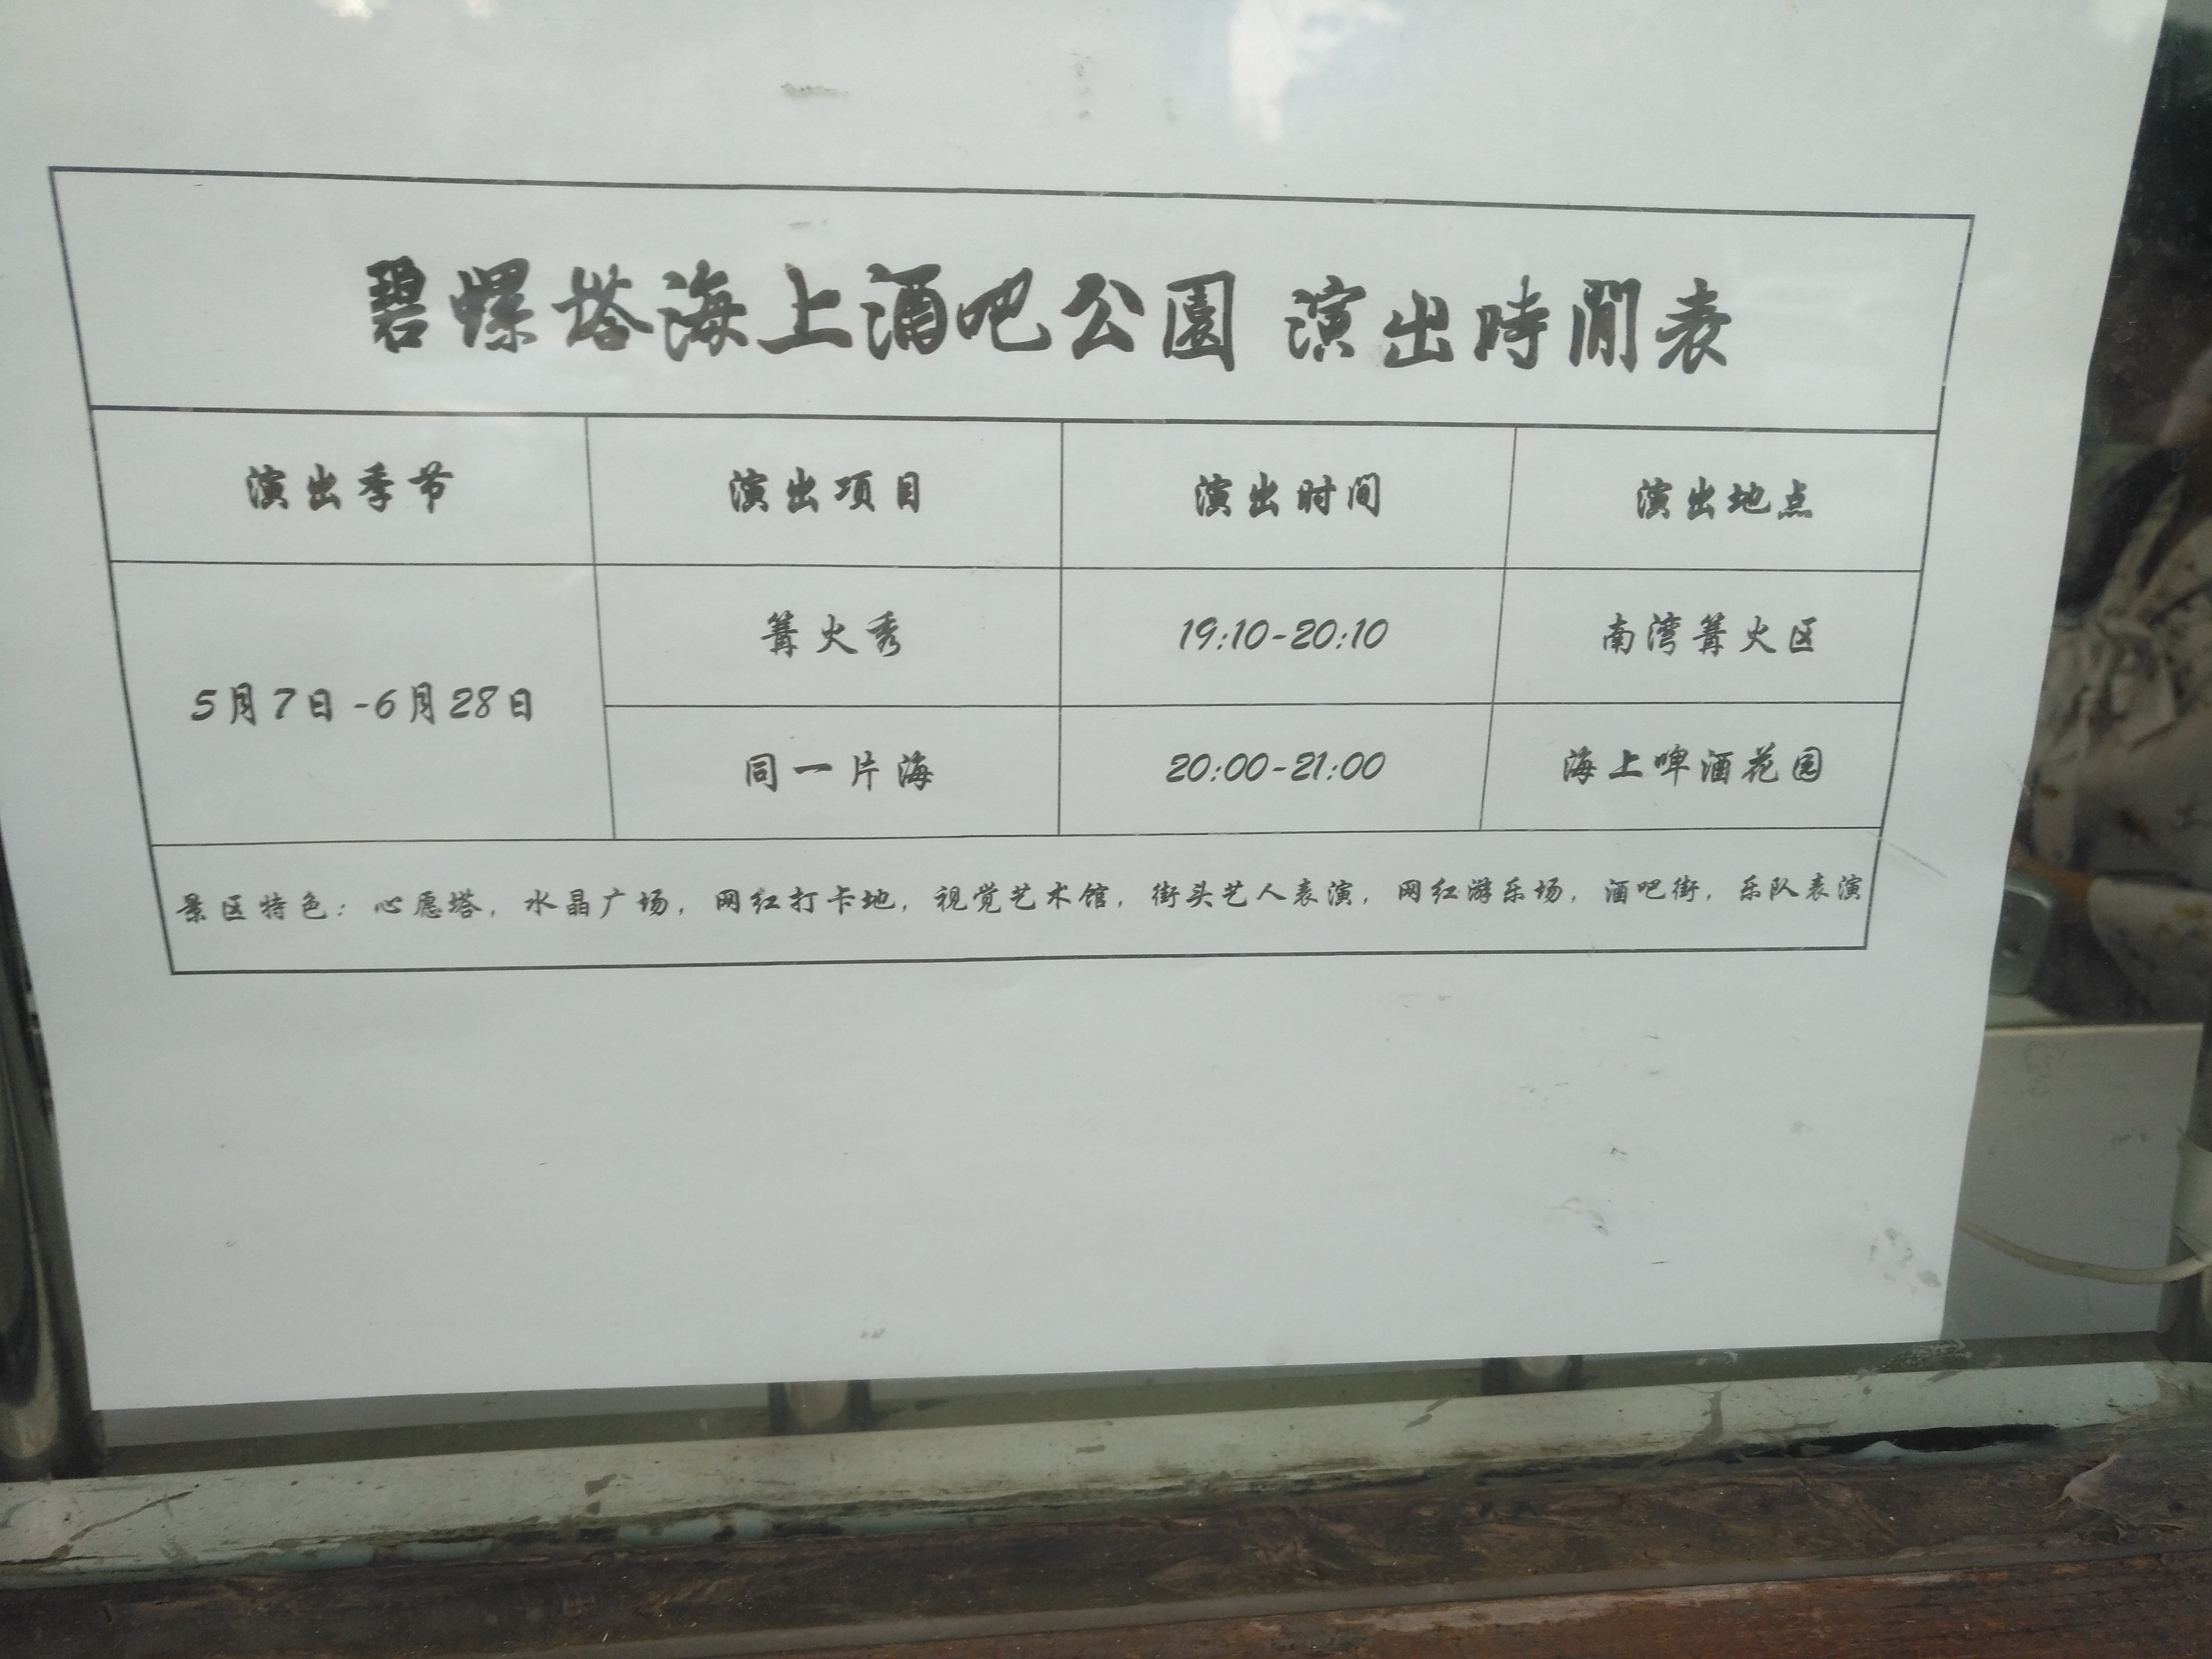 碧螺塔海上酒吧公園 演出時間表
演出季节 演出项目 演出时间 演出地点
篝火秀 19:10-20:10 南湾篝火区
5月7日-6月28日
同一片海 20:00-21:00 海上啤酒花园
景区特色：心愿塔，水晶广场，网红打卡地，视觉艺术馆，街头艺人表演，网红游乐场，酒吧街，乐队表演